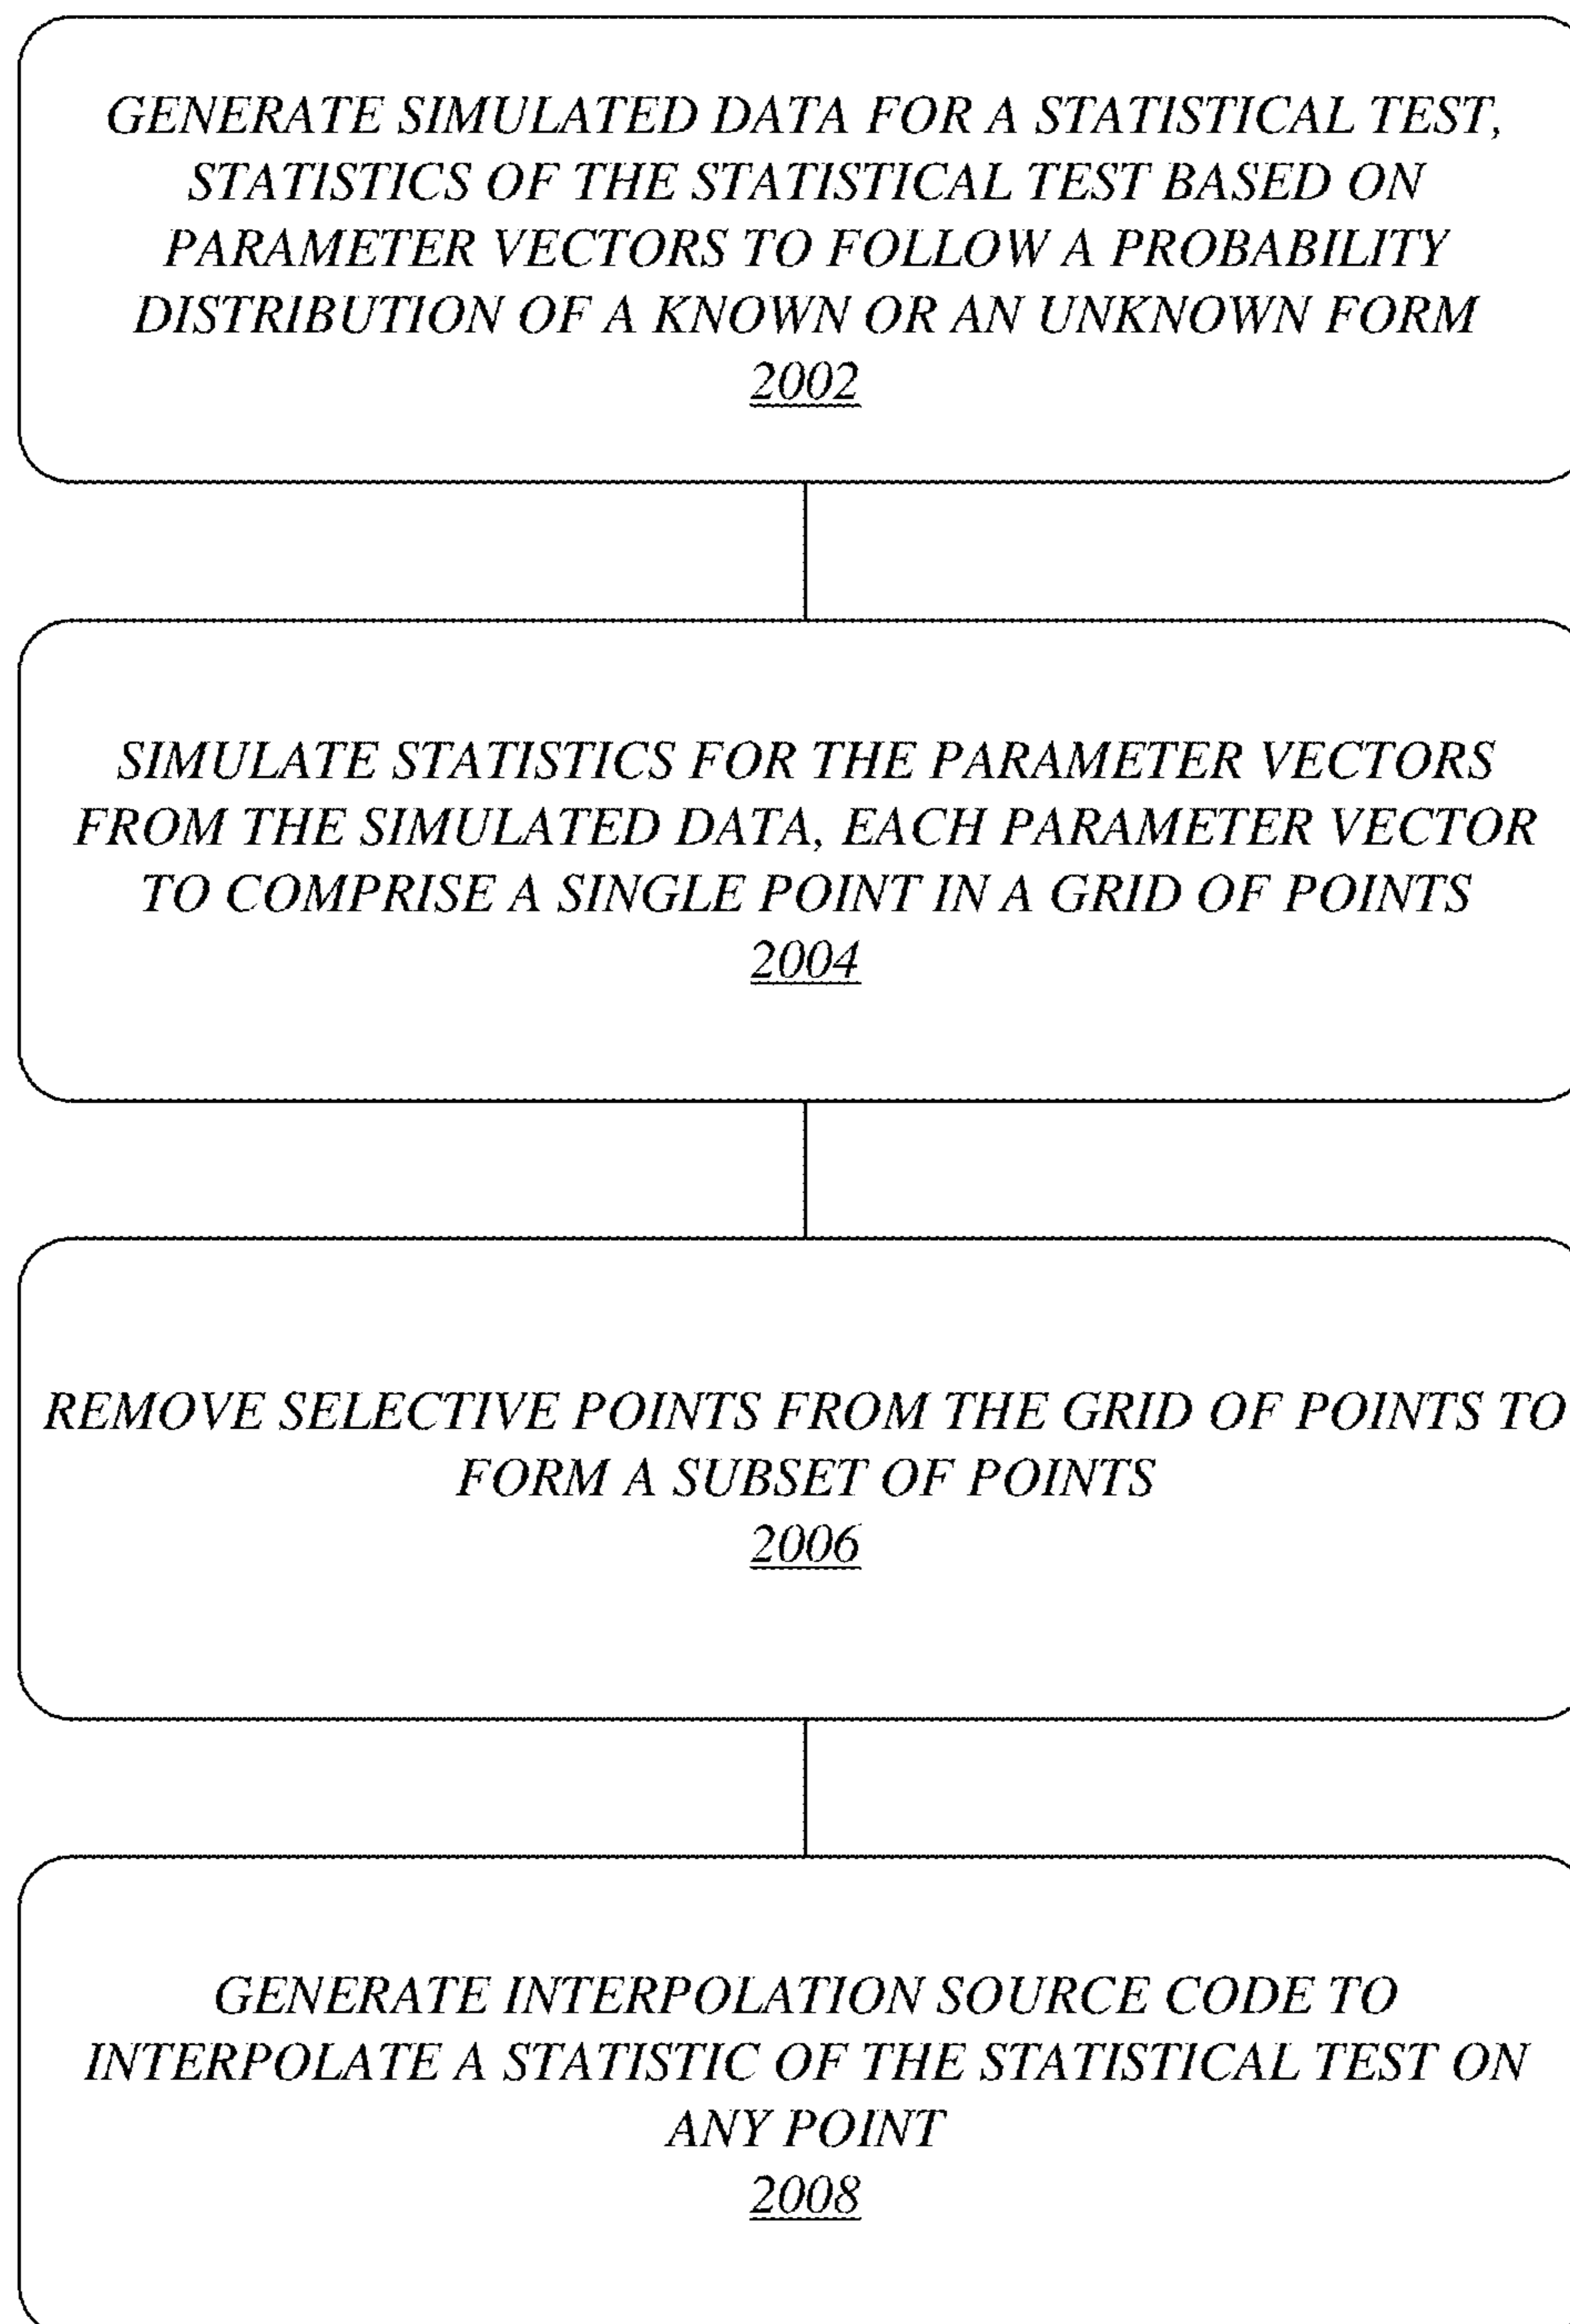 GENERATE SIMULATED DATA FOR A STATISTICAL TEST,
STATISTICS OF THE STATISTICAL TEST BASED ON
PARAMETER VECTORS TO FOLLOW A PROBABILITY
DISTRIBUTION OF A KNOWN OR AN UNKNOWN FORM
2002
SIMULATE STATISTICS FOR THE PARAMETER VECTORS
FROM THE SIMULATED DATA, EACH PARAMETER VECTOR
TO COMPRISE A SINGLE POINT IN A GRID OF POINTS
2004
REMOVE SELECTIVE POINTS FROM THE GRID OF POINTS TO
FORM A SUBSET OF POINTS
2006
GENERATE INTERPOLATION SOURCE CODE TO
INTERPOLATE A STATISTIC OF THE STATISTICAL TEST ON
ANY POINT
2008